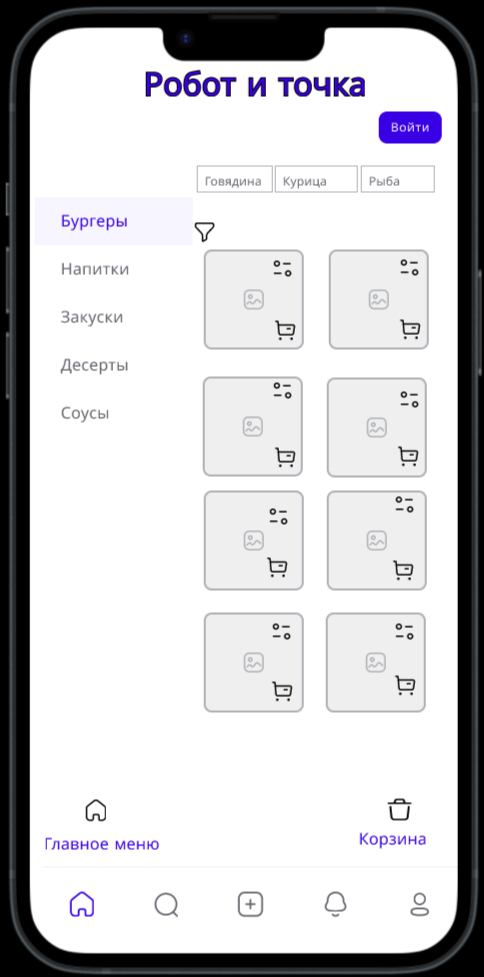 Робот и точка
Войти
Говядина
Курица
Рыба
Бургеры
Напитки
Закуски
Десерты
Соусы
Главное меню
Корзина